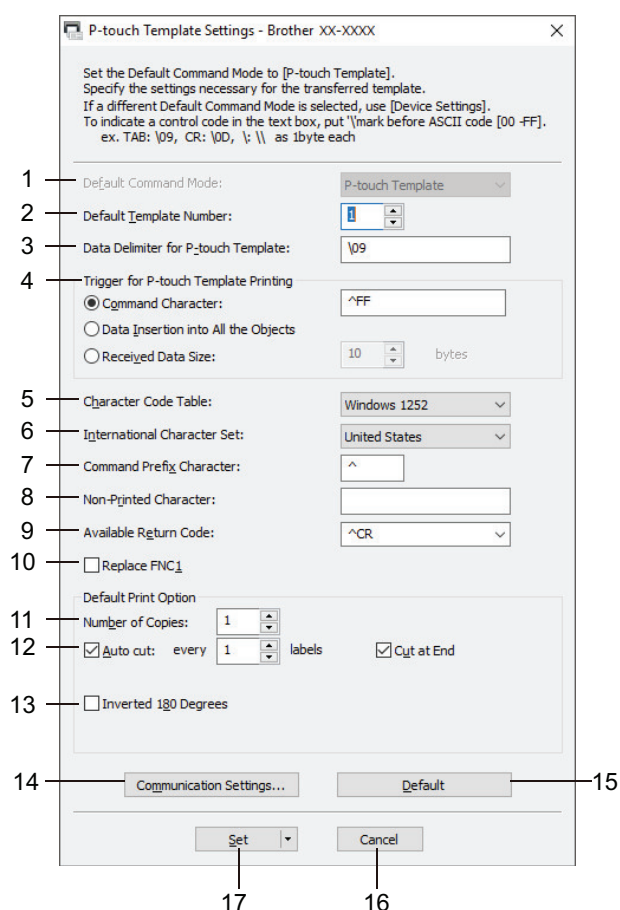 P-touch Template Settings - Brother XX-XXXX
Set the Default Command Mode to [P-touch Template].
Specify the settings necessary for the transferred template.
If a different Default Command Mode is selected, use [Device Settings].
To indicate a control code in the text box, put '\'mark before ASCII code [00 -FF].
ex. TAB: \09, CR: \0D, \: \\ as 1byte each
1 Default Command Mode: P-touch Template
2 Default Template Number: 1
3 Data Delimiter for P-touch Template: \09
4 Trigger for P-touch Template Printing
Command Character: ^FF
Data Insertion into All the Objects
Received Data Size: 10 bytes
5 Character Code Table: Windows 1252
6 International Character Set: United States
7 Command Prefix Character: ^
8 Non-Printed Character:
9 Available Return Code: ^CR
10 Replace FNC1
Default Print Option
11 Number of Copies: 1
12 Auto cut: every 1 labels Cut at End
13 Inverted 180 Degrees
14 Communication Settings... Default 15
Set Cancel
17 16